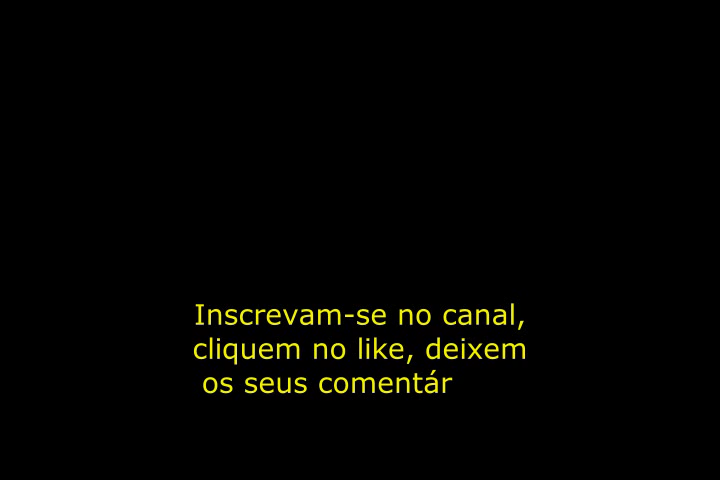 Inscrevam-se no canal,
cliquem no like, deixem
os seus comentár